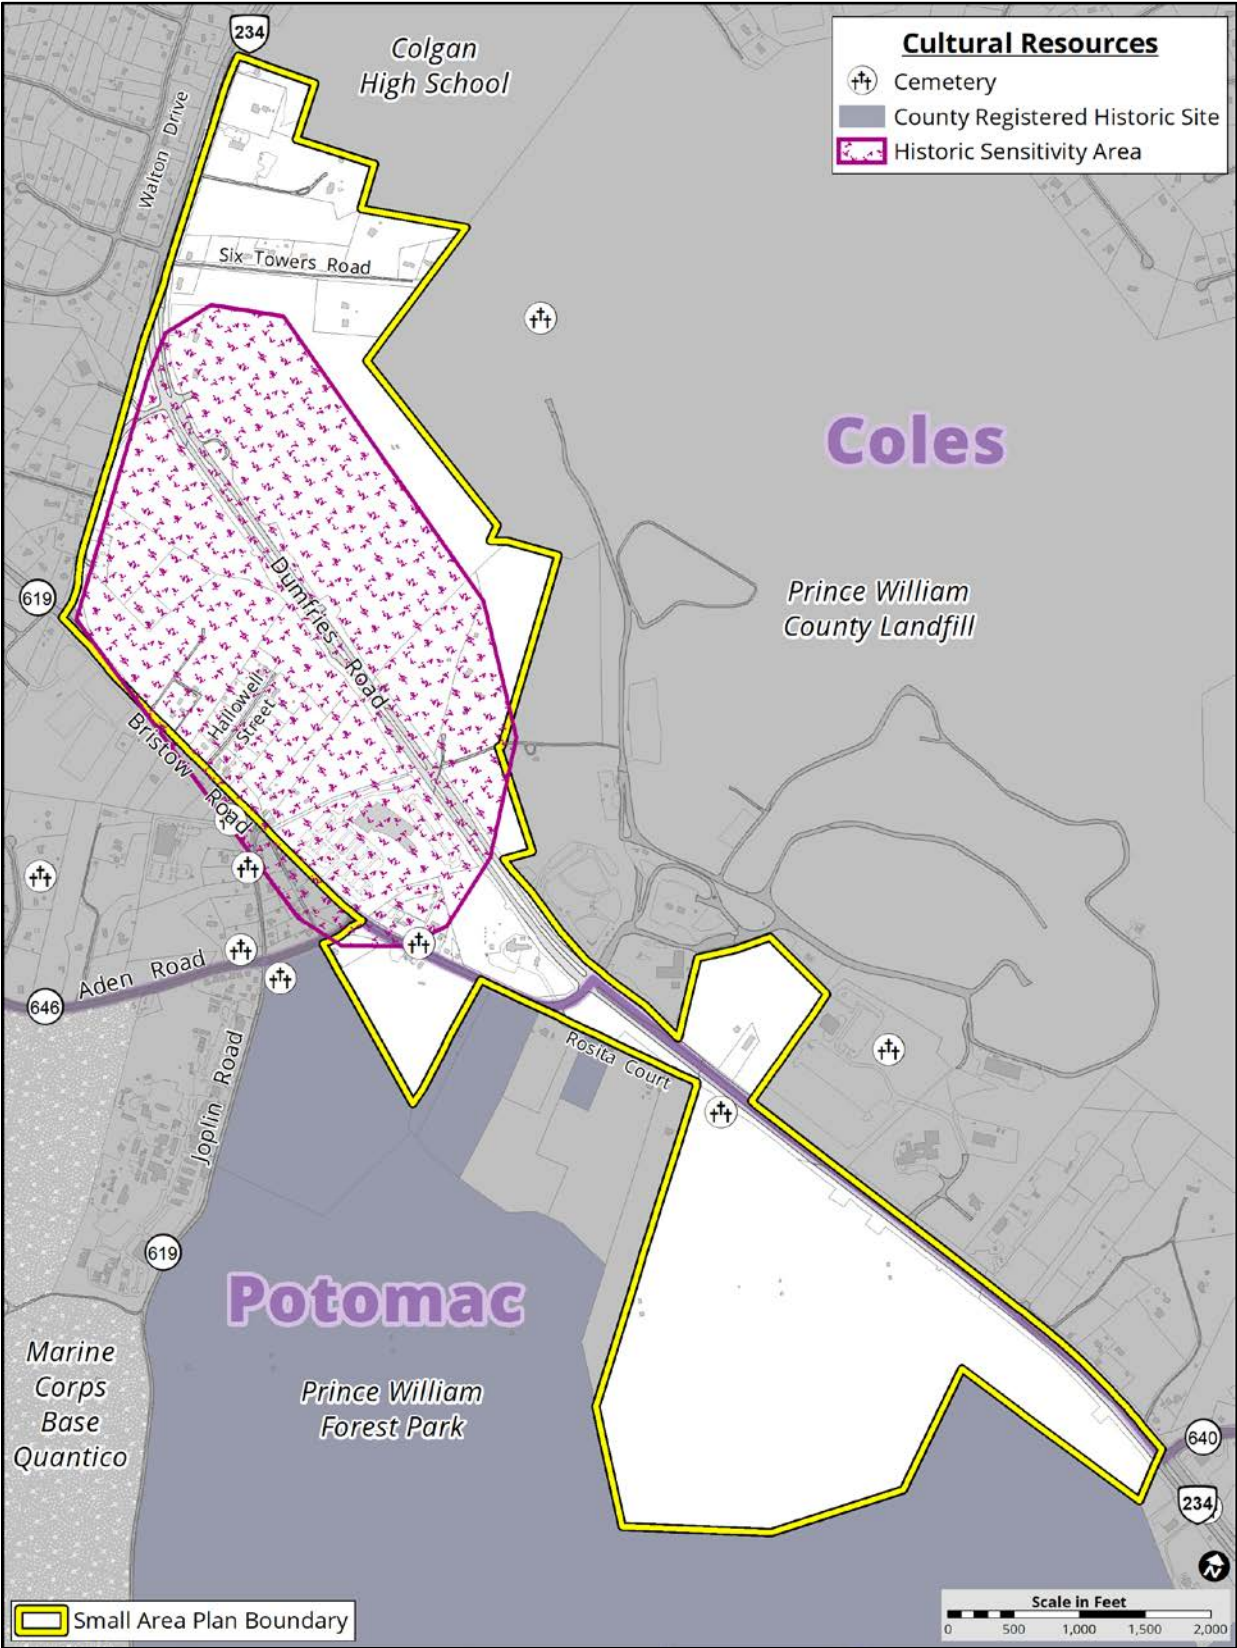 234
Colgan
High School
Cultural Resources
Cemetery
County Registered Historic Site
Historic Sensitivity Area
Walton Drive
Six Towers Road
Coles
Prince William
County Landfill
619
Dumfries Road
Hallowell
Street
Bristow Road
Aden Road
646
Joplin Road
Rosita Court
619
Potomac
Prince William
Forest Park
Marine
Corps
Base
Quantico
640
234
N
Small Area Plan Boundary
Scale in Feet
0 500 1,000 1,500 2,000